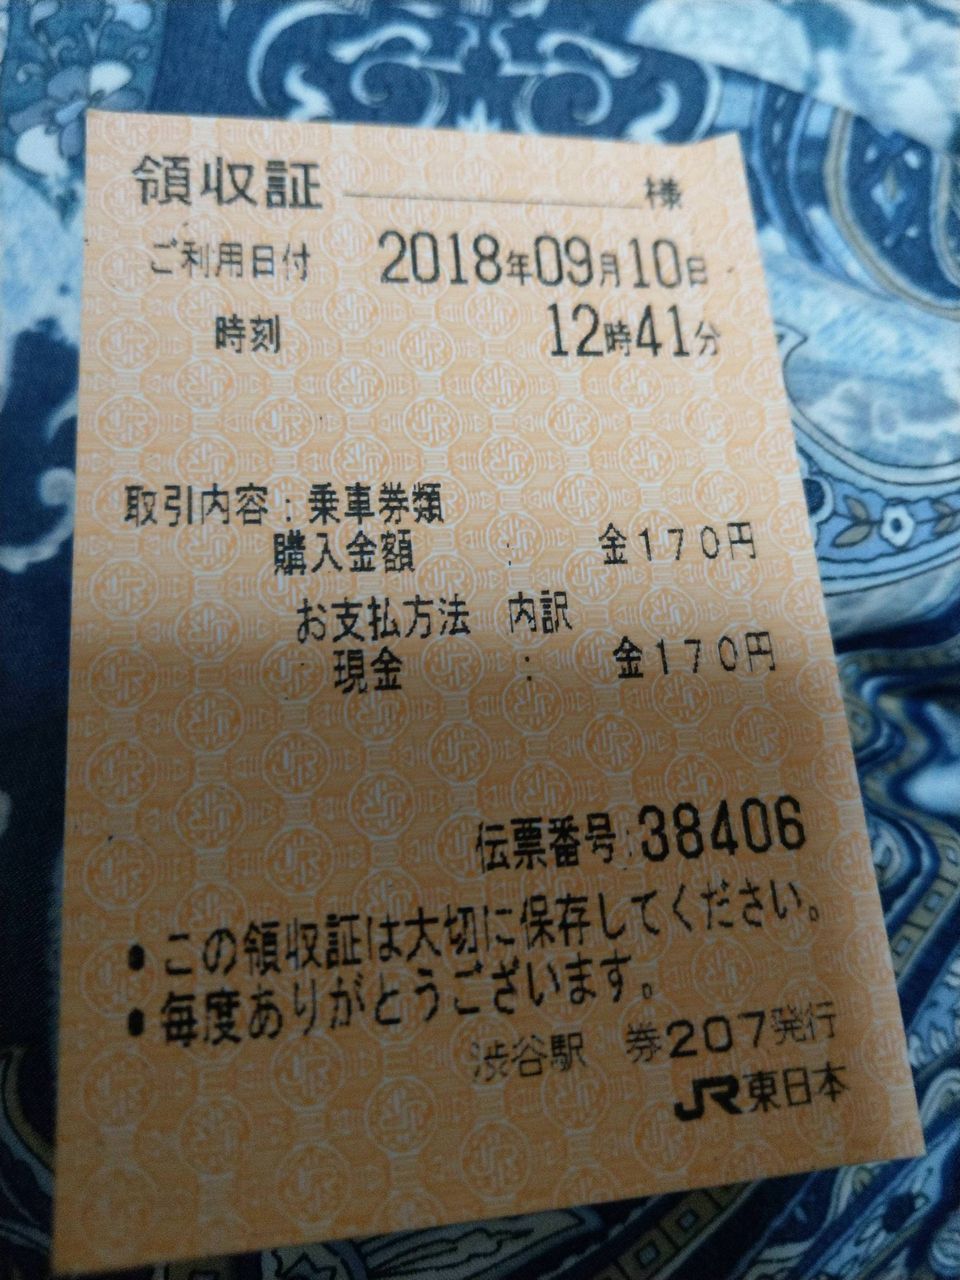 領収証 様
ご利用日付 2018年09月10日
時刻 12時41分
取引内容：乗車券類
購入金額 : 金170円
お支払方法 内訳
現金 : 金170円
伝票番号:38406
・この領収証は大切に保存してください。
・毎度ありがとうございます。
渋谷駅 券207発行
JR東日本